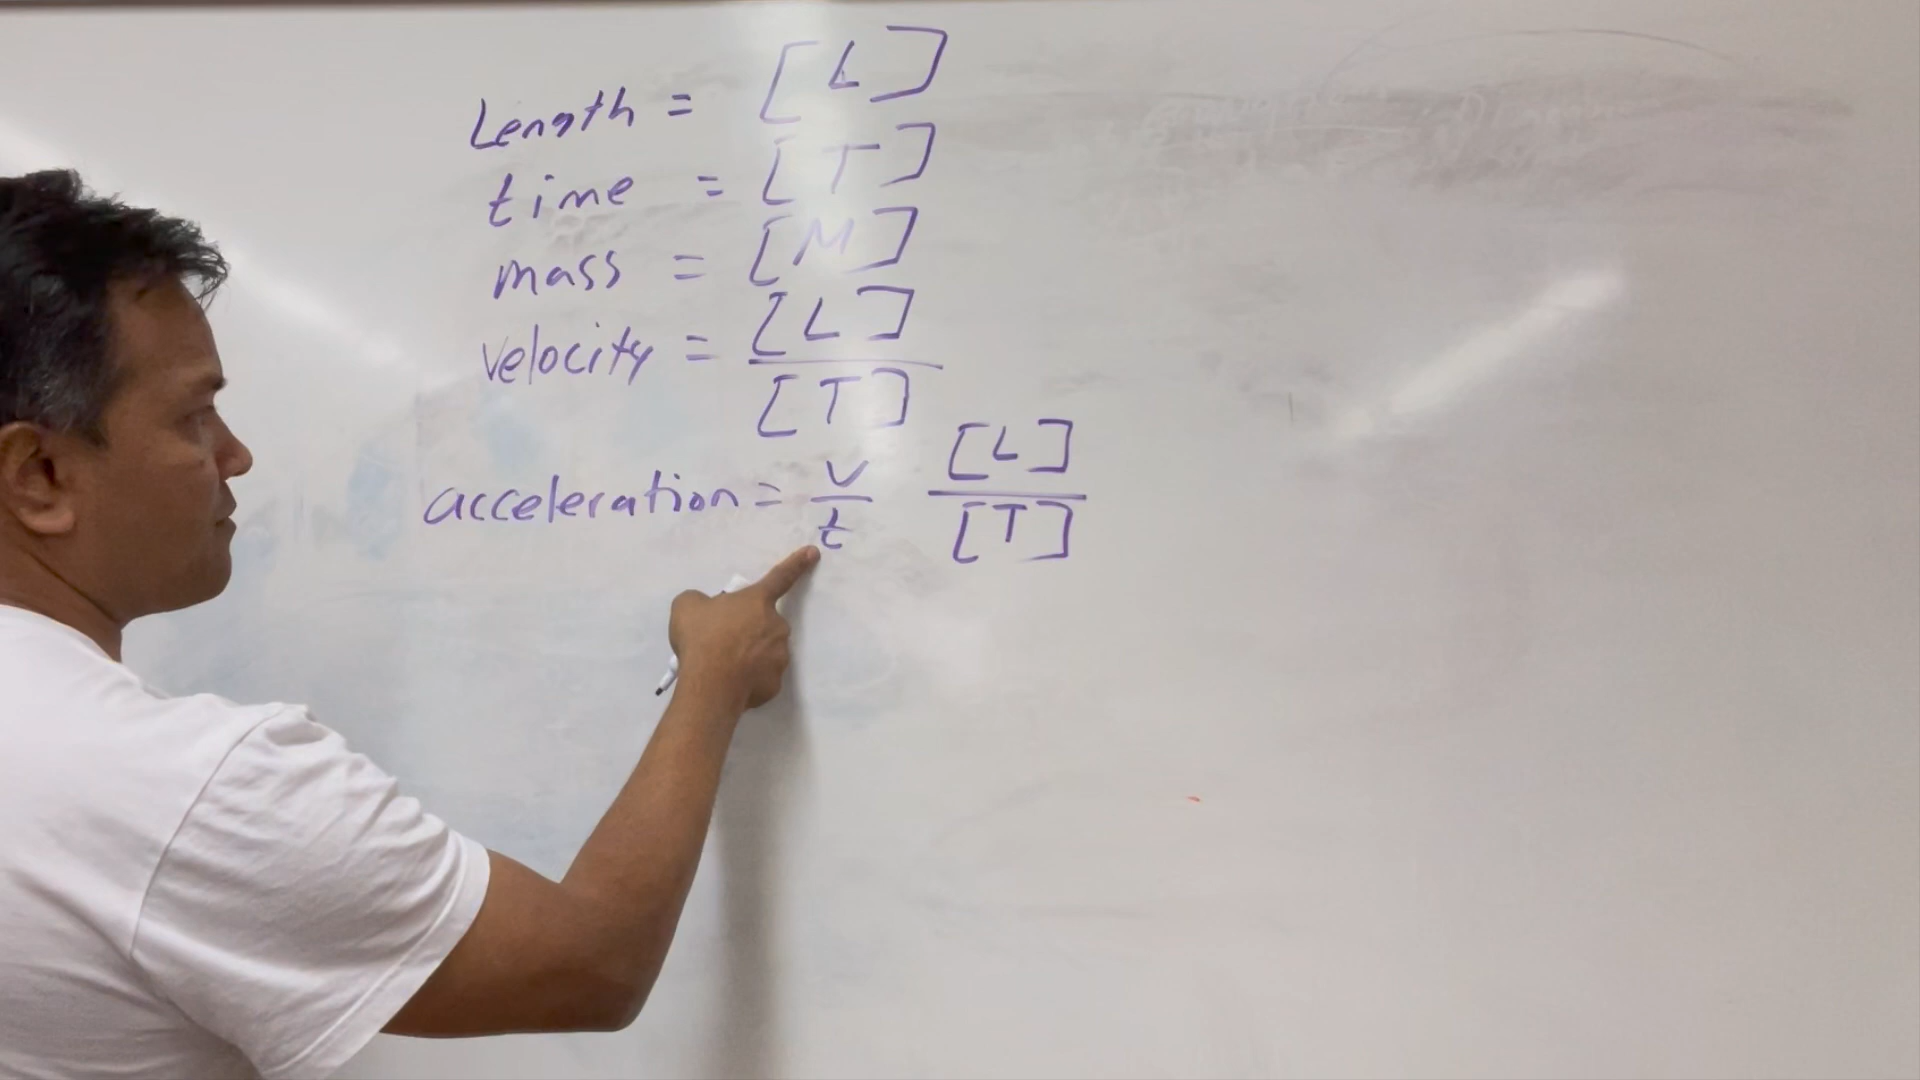 Length = [L]
time = [T]
mass = [M]
velocity = [L]
[T]
acceleration = v/t [L]
[T]